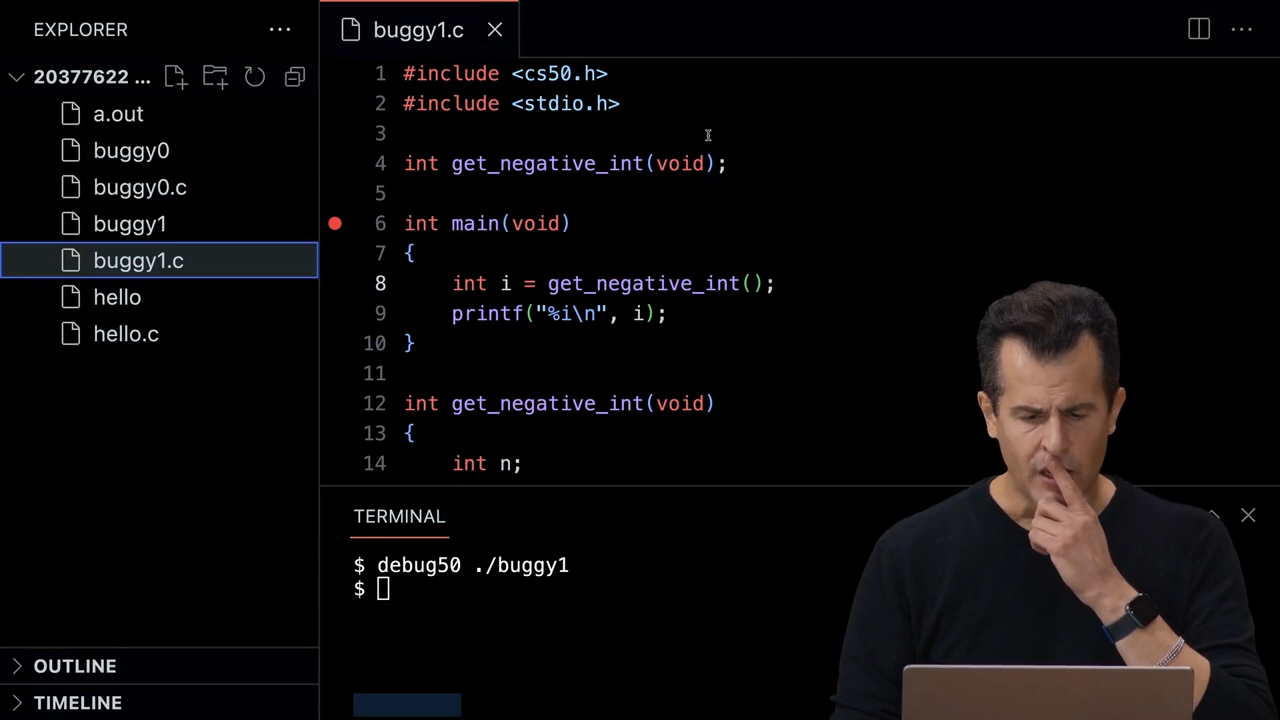 EXPLORER
20377622 ...
a.out
buggy0
buggy0.c
buggy1
buggy1.c
hello
hello.c
OUTLINE
TIMELINE
buggy1.c
1 #include <cs50.h>
2 #include <stdio.h>
3
4 int get_negative_int(void);
5
6 int main(void)
7 {
8 int i = get_negative_int();
9 printf("%i\n", i);
10 }
11
12 int get_negative_int(void)
13 {
14 int n;
TERMINAL
$ debug50 ./buggy1
$